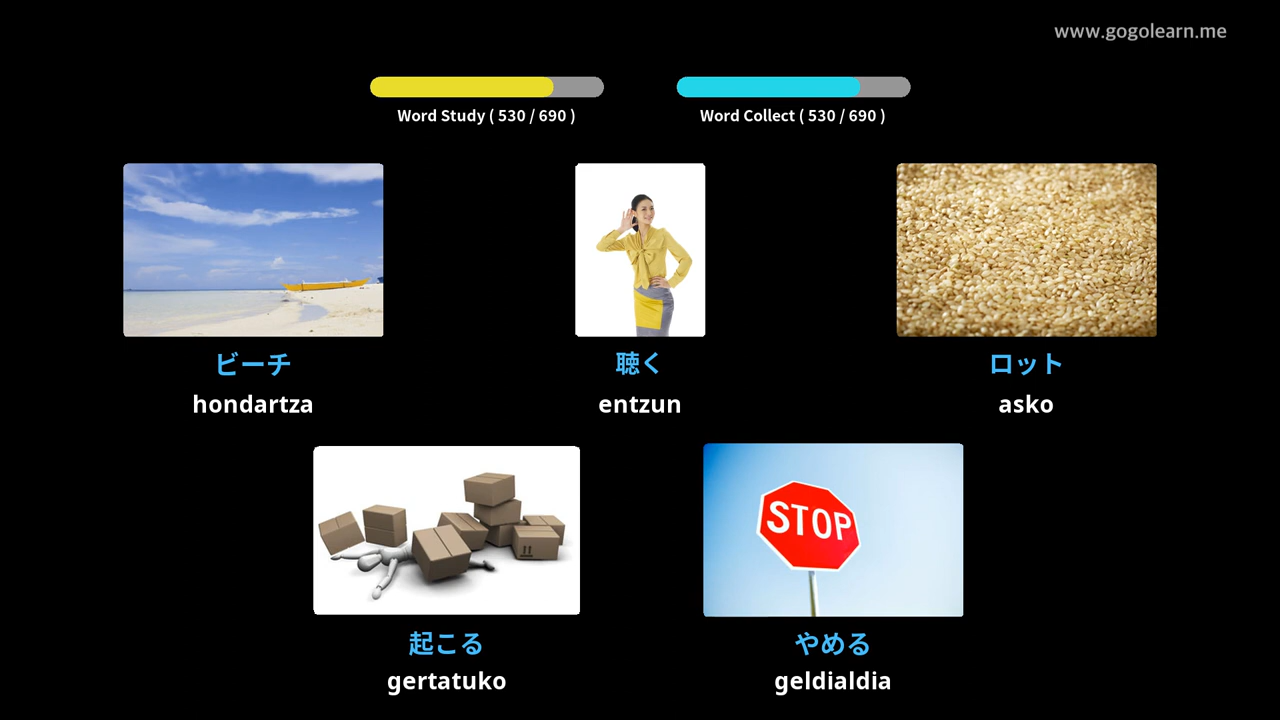 www.gogolearn.me
Word Study ( 530 / 690 )
Word Collect ( 530 / 690 )
ビーチ
聴く
ロット
hondartza
entzun
asko
STOP
起こる
やめる
gertatuko
geldialdia